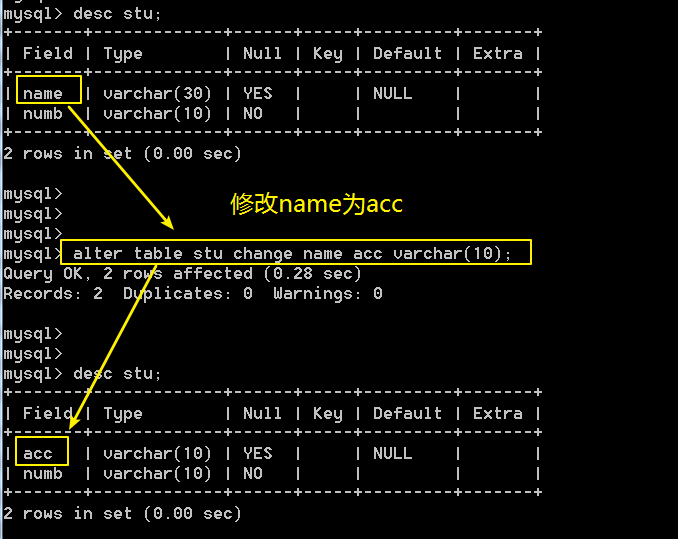 mysql> desc stu;
+-------+-------------+------+-----+---------+-------+
| Field | Type        | Null | Key | Default | Extra |
+-------+-------------+------+-----+---------+-------+
| name  | varchar(30) | YES  |     | NULL    |       |
| numb  | varchar(10) | NO   |     |         |       |
+-------+-------------+------+-----+---------+-------+
2 rows in set (0.00 sec)
mysql>
修改name为acc
mysql>
mysql>
mysql> alter table stu change name acc varchar(10);
Query OK, 2 rows affected (0.28 sec)
Records: 2  Duplicates: 0  Warnings: 0
mysql>
mysql>
mysql> desc stu;
+-------+-------------+------+-----+---------+-------+
| Field | Type        | Null | Key | Default | Extra |
+-------+-------------+------+-----+---------+-------+
| acc   | varchar(10) | YES  |     | NULL    |       |
| numb  | varchar(10) | NO   |     |         |       |
+-------+-------------+------+-----+---------+-------+
2 rows in set (0.00 sec)